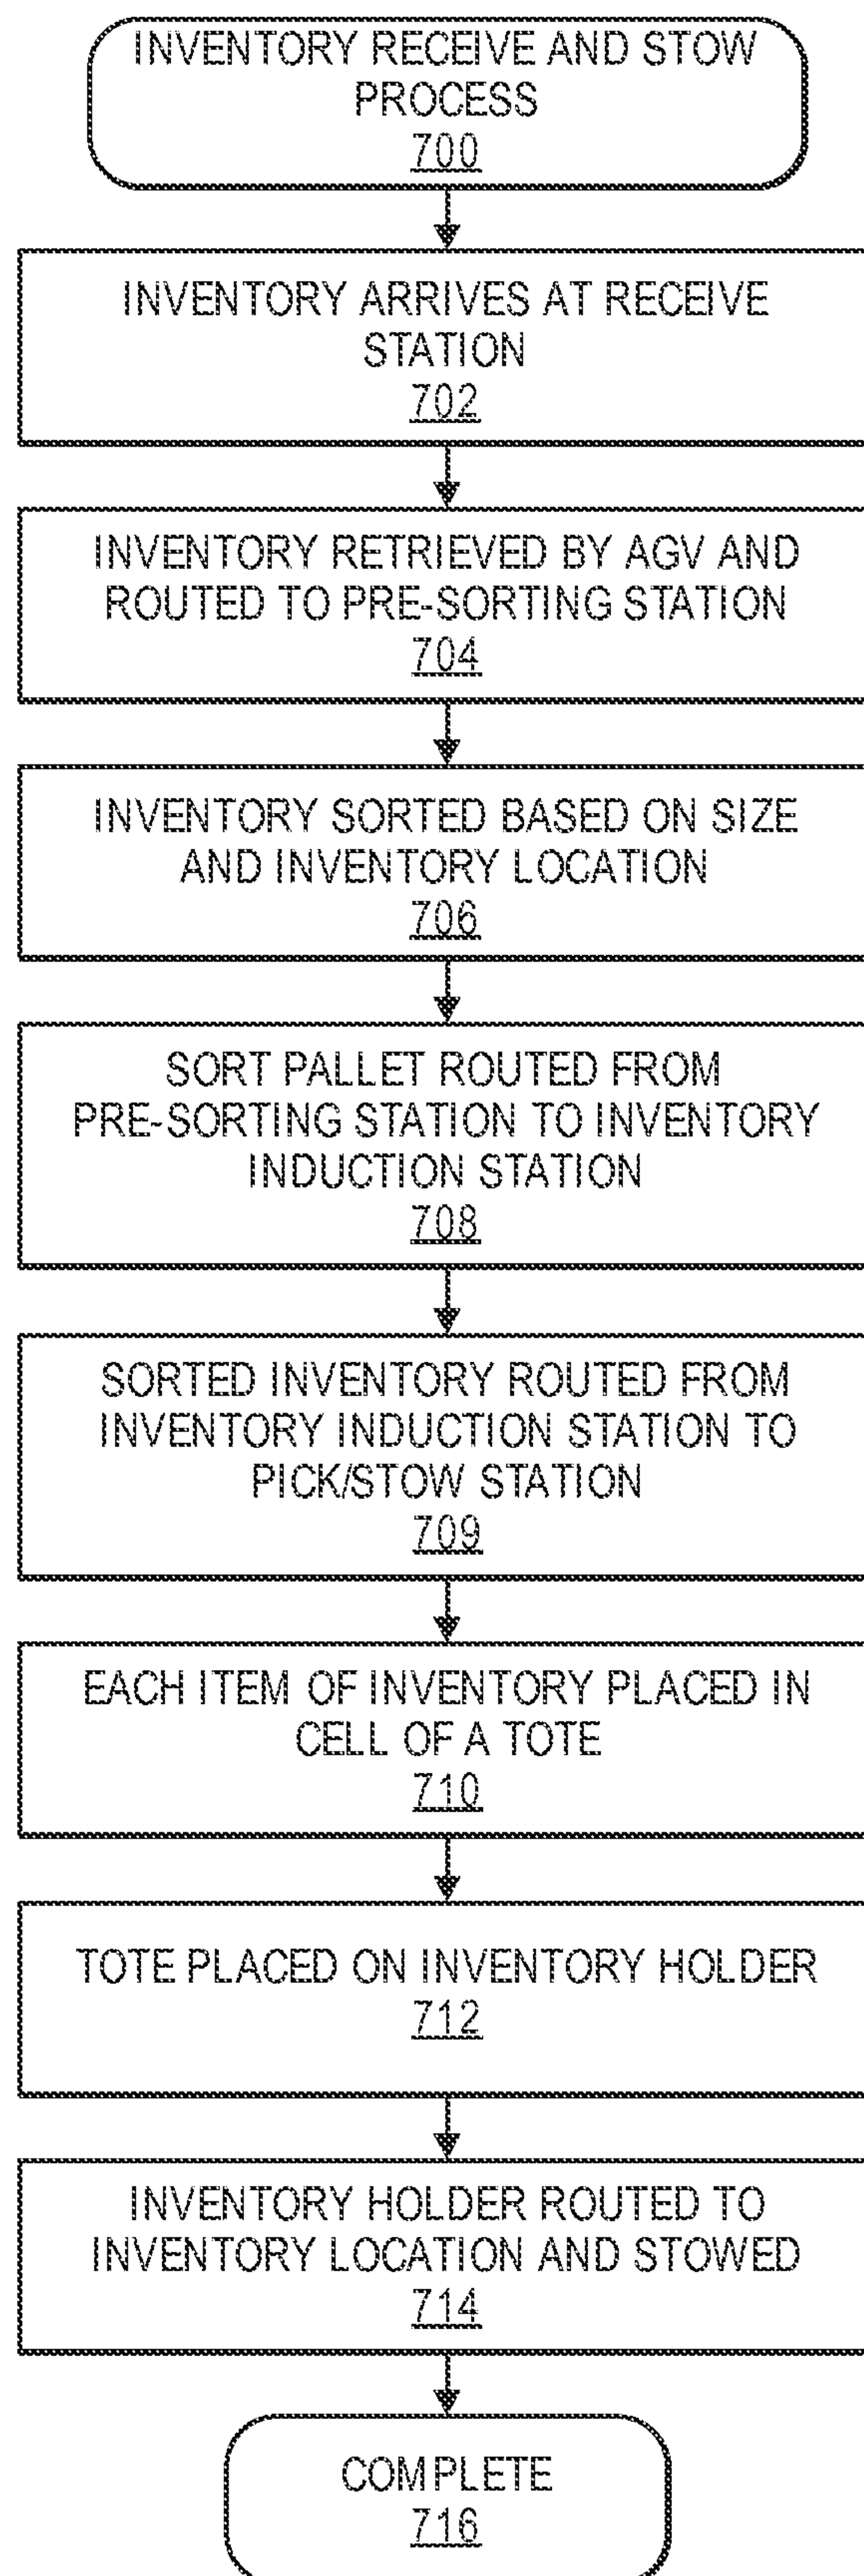 INVENTORY RECEIVE AND STOW
PROCESS
700
INVENTORY ARRIVES AT RECEIVE
STATION
702
INVENTORY RETRIEVED BY AGV AND
ROUTED TO PRE-SORTING STATION
704
INVENTORY SORTED BASED ON SIZE
AND INVENTORY LOCATION
706
SORT PALLET ROUTED FROM
PRE-SORTING STATION TO INVENTORY
INDUCTION STATION
708
SORTED INVENTORY ROUTED FROM
INVENTORY INDUCTION STATION TO
PICK/STOW STATION
709
EACH ITEM OF INVENTORY PLACED IN
CELL OF A TOTE
710
TOTE PLACED ON INVENTORY HOLDER
712
INVENTORY HOLDER ROUTED TO
INVENTORY LOCATION AND STOWED
714
COMPLETE
716